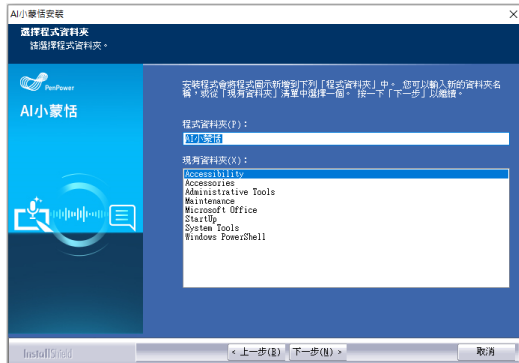 AI小蒙恬安裝
選擇程式資料夾
請選擇程式資料夾。
PenPower
AI小蒙恬
安裝程式會將程式圖示新增到下列「程式資料夾」中。 您可以輸入新的資料夾名
稱，或從「現有資料夾」清單中選擇一個。 按一下「下一步」以繼續。
程式資料夾(P)：
AI小蒙恬
現有資料夾(X)：
Accessibility
Accessories
Administrative Tools
Maintenance
Microsoft Office
StartUp
System Tools
Windows PowerShell
InstallShield
< 上一步(B)
下一步(N) >
取消